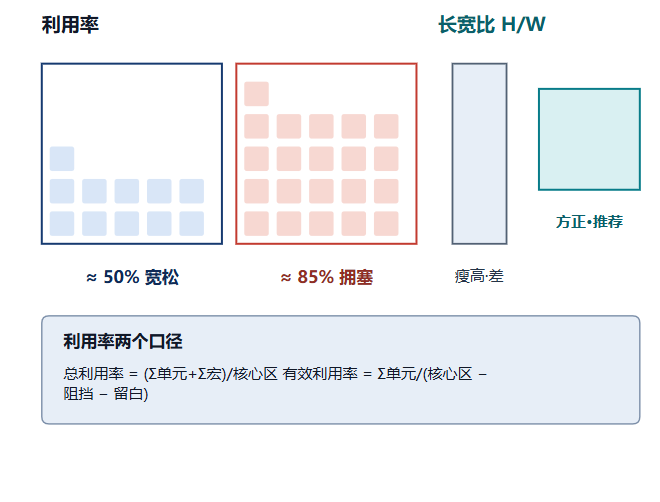 利用率
长宽比 H/W
≈ 50% 宽松
≈ 85% 拥塞
瘦高·差
方正·推荐
利用率两个口径
总利用率 = (Σ单元+Σ宏)/核心区 有效利用率 = Σ单元/(核心区 −
阻挡 − 留白)